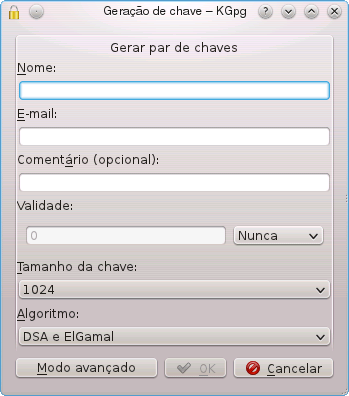 Geração de chave – KGpg
Gerar par de chaves
Nome:
E-mail:
Comentário (opcional):
Validade:
0 Nunca
Tamanho da chave:
1024
Algoritmo:
DSA e ElGamal
Modo avançado OK Cancelar